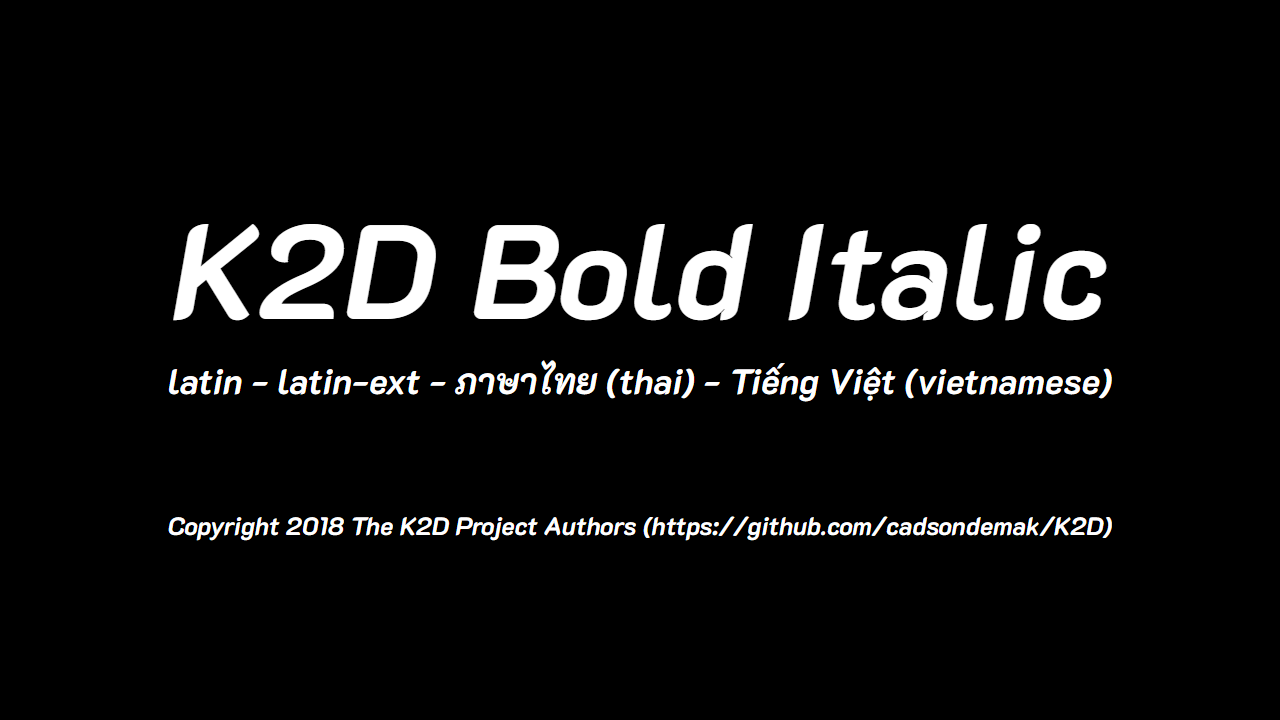 K2D Bold Italic
latin - latin-ext - ภาษาไทย (thai) - Tiếng Việt (vietnamese)
Copyright 2018 The K2D Project Authors (https://github.com/cadsondemak/K2D)